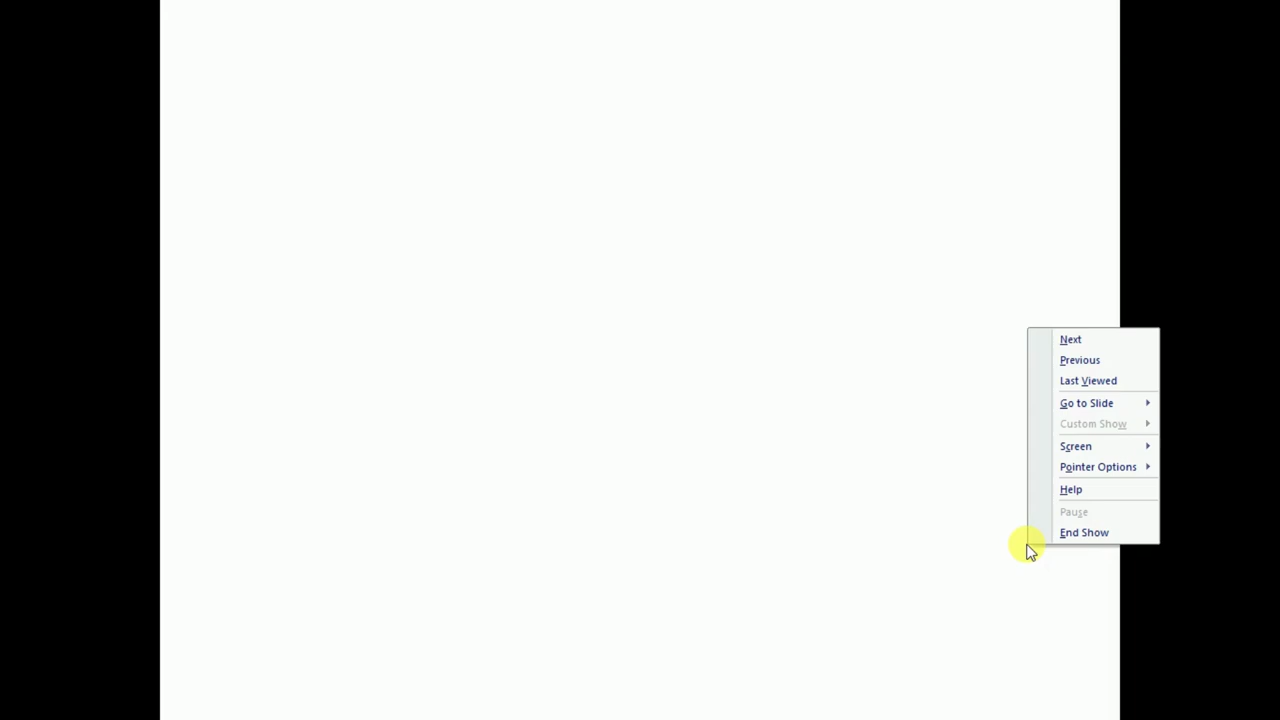 Next
Previous
Last Viewed
Go to Slide
Custom Show
Screen
Pointer Options
Help
Pause
End Show